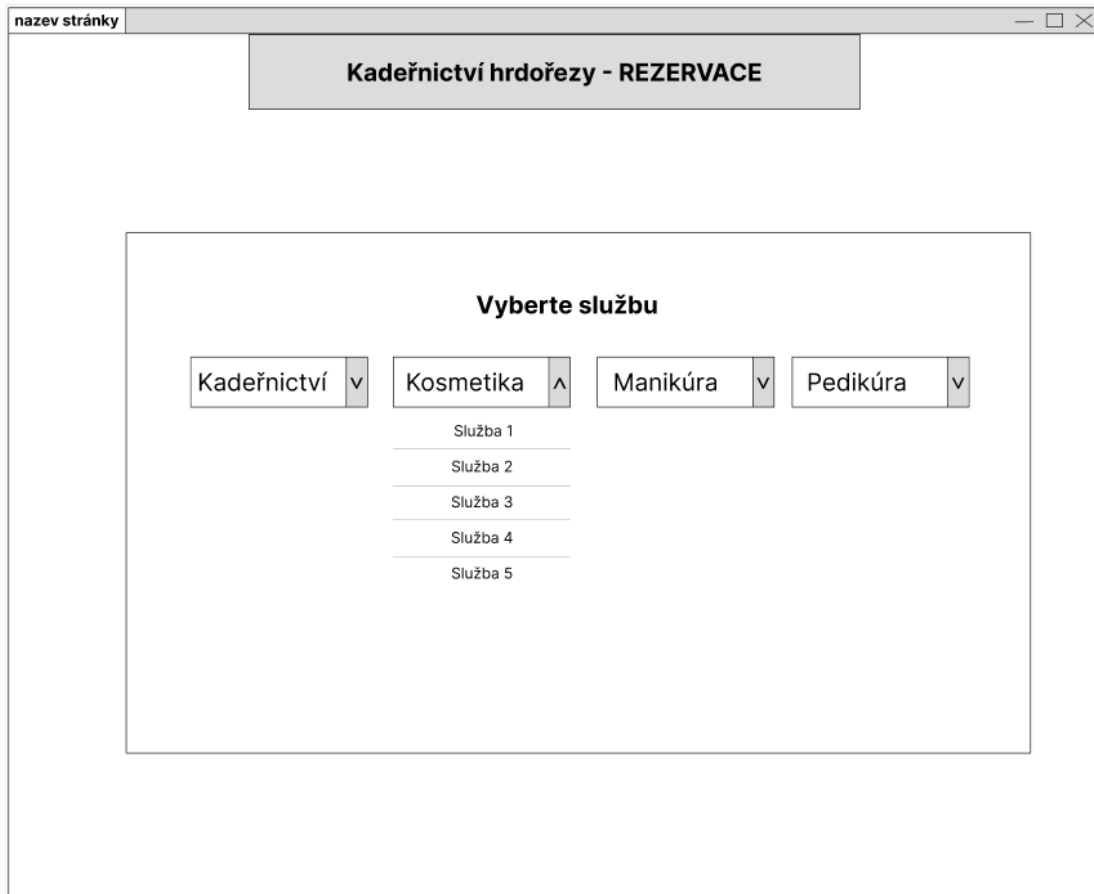 nazev stránky
Kadeřnictví hrdořezy - REZERVACE
Vyberte službu
Kadeřnictví
Kosmetika
Manikúra
Pedikúra
Služba 1
Služba 2
Služba 3
Služba 4
Služba 5